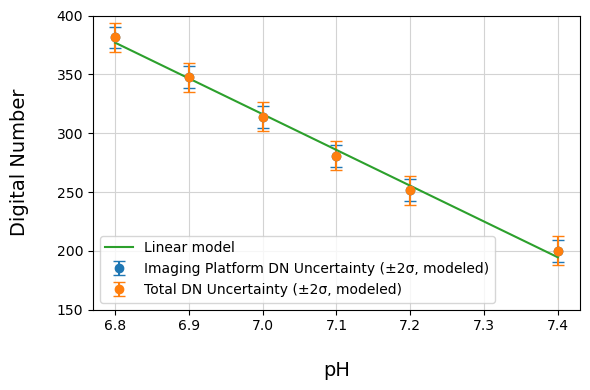 400
350
300
250
200
150
Digital Number
Linear model
Imaging Platform DN Uncertainty (±2σ, modeled)
Total DN Uncertainty (±2σ, modeled)
6.8 6.9 7.0 7.1 7.2 7.3 7.4
pH